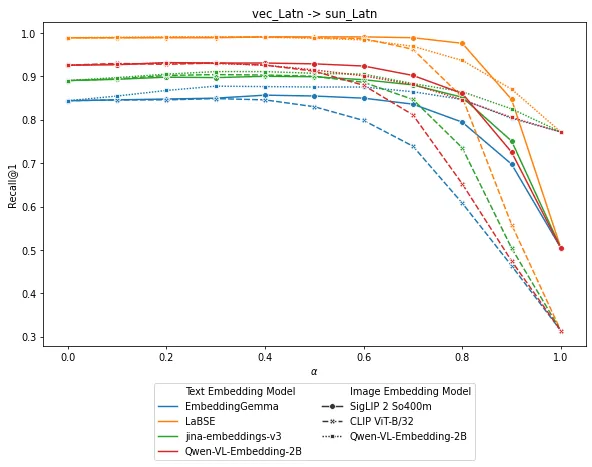 vec_Latn -> sun_Latn
1.0
0.9
0.8
0.7
0.6
0.5
0.4
0.3
Recall@1
0.0 0.2 0.4 0.6 0.8 1.0
α
Text Embedding Model Image Embedding Model
EmbeddingGemma SigLIP 2 So400m
LaBSE CLIP ViT-B/32
jina-embeddings-v3 Qwen-VL-Embedding-2B
Qwen-VL-Embedding-2B